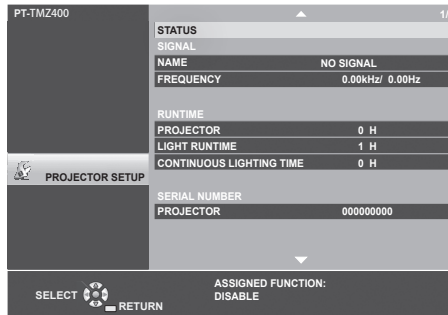 PT-TMZ400
1/
STATUS
SIGNAL
NAME NO SIGNAL
FREQUENCY 0.00kHz/ 0.00Hz
RUNTIME
PROJECTOR 0 H
LIGHT RUNTIME 1 H
CONTINUOUS LIGHTING TIME 0 H
PROJECTOR SETUP
SERIAL NUMBER
PROJECTOR 000000000
SELECT
RETURN
ASSIGNED FUNCTION:
DISABLE